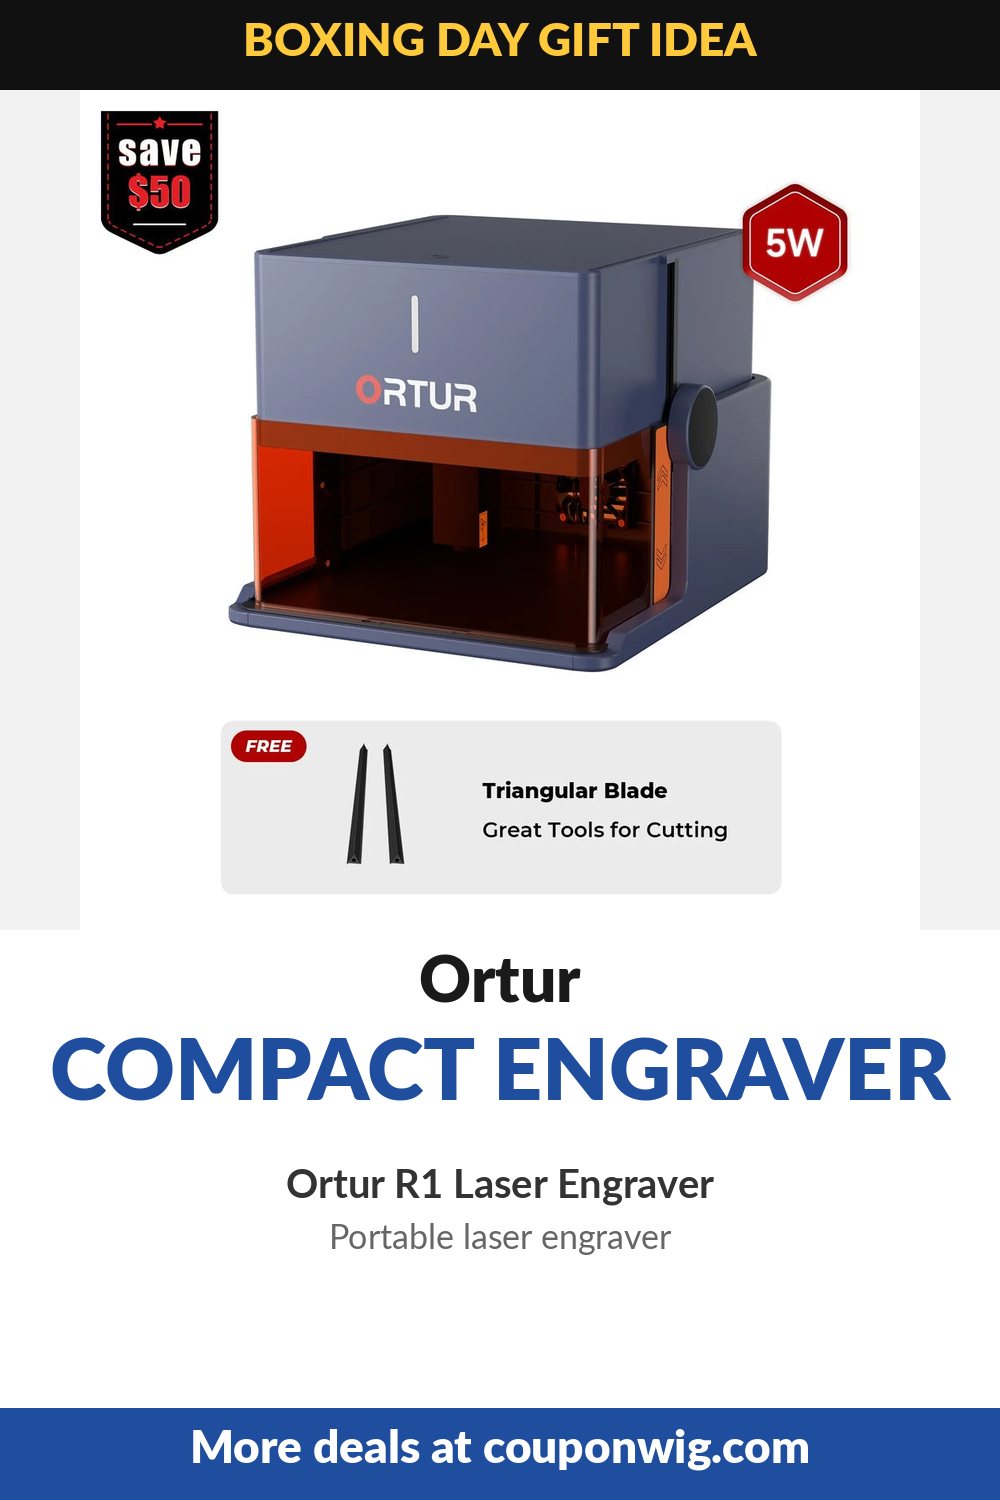 BOXING DAY GIFT IDEA
save
$50
5W
ORTUR
FREE
Triangular Blade
Great Tools for Cutting
Ortur
COMPACT ENGRAVER
Ortur R1 Laser Engraver
Portable laser engraver
More deals at couponwig.com